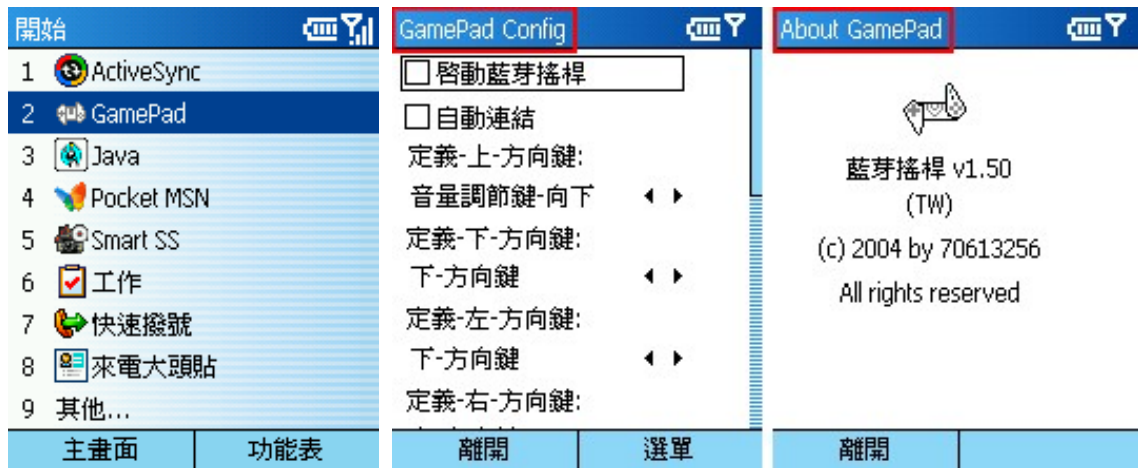 開始
1 ActiveSync
2 GamePad
3 Java
4 Pocket MSN
5 Smart SS
6 工作
7 快速撥號
8 來電大頭貼
9 其他...
主畫面 功能表
GamePad Config
啓動藍芽搖桿
自動連結
定義-上-方向鍵:
音量調節鍵-向下
定義-下-方向鍵:
下-方向鍵
定義-左-方向鍵:
下-方向鍵
定義-右-方向鍵:
離開 選單
About GamePad
藍芽搖桿 v1.50
(TW)
(c) 2004 by 70613256
All rights reserved
離開